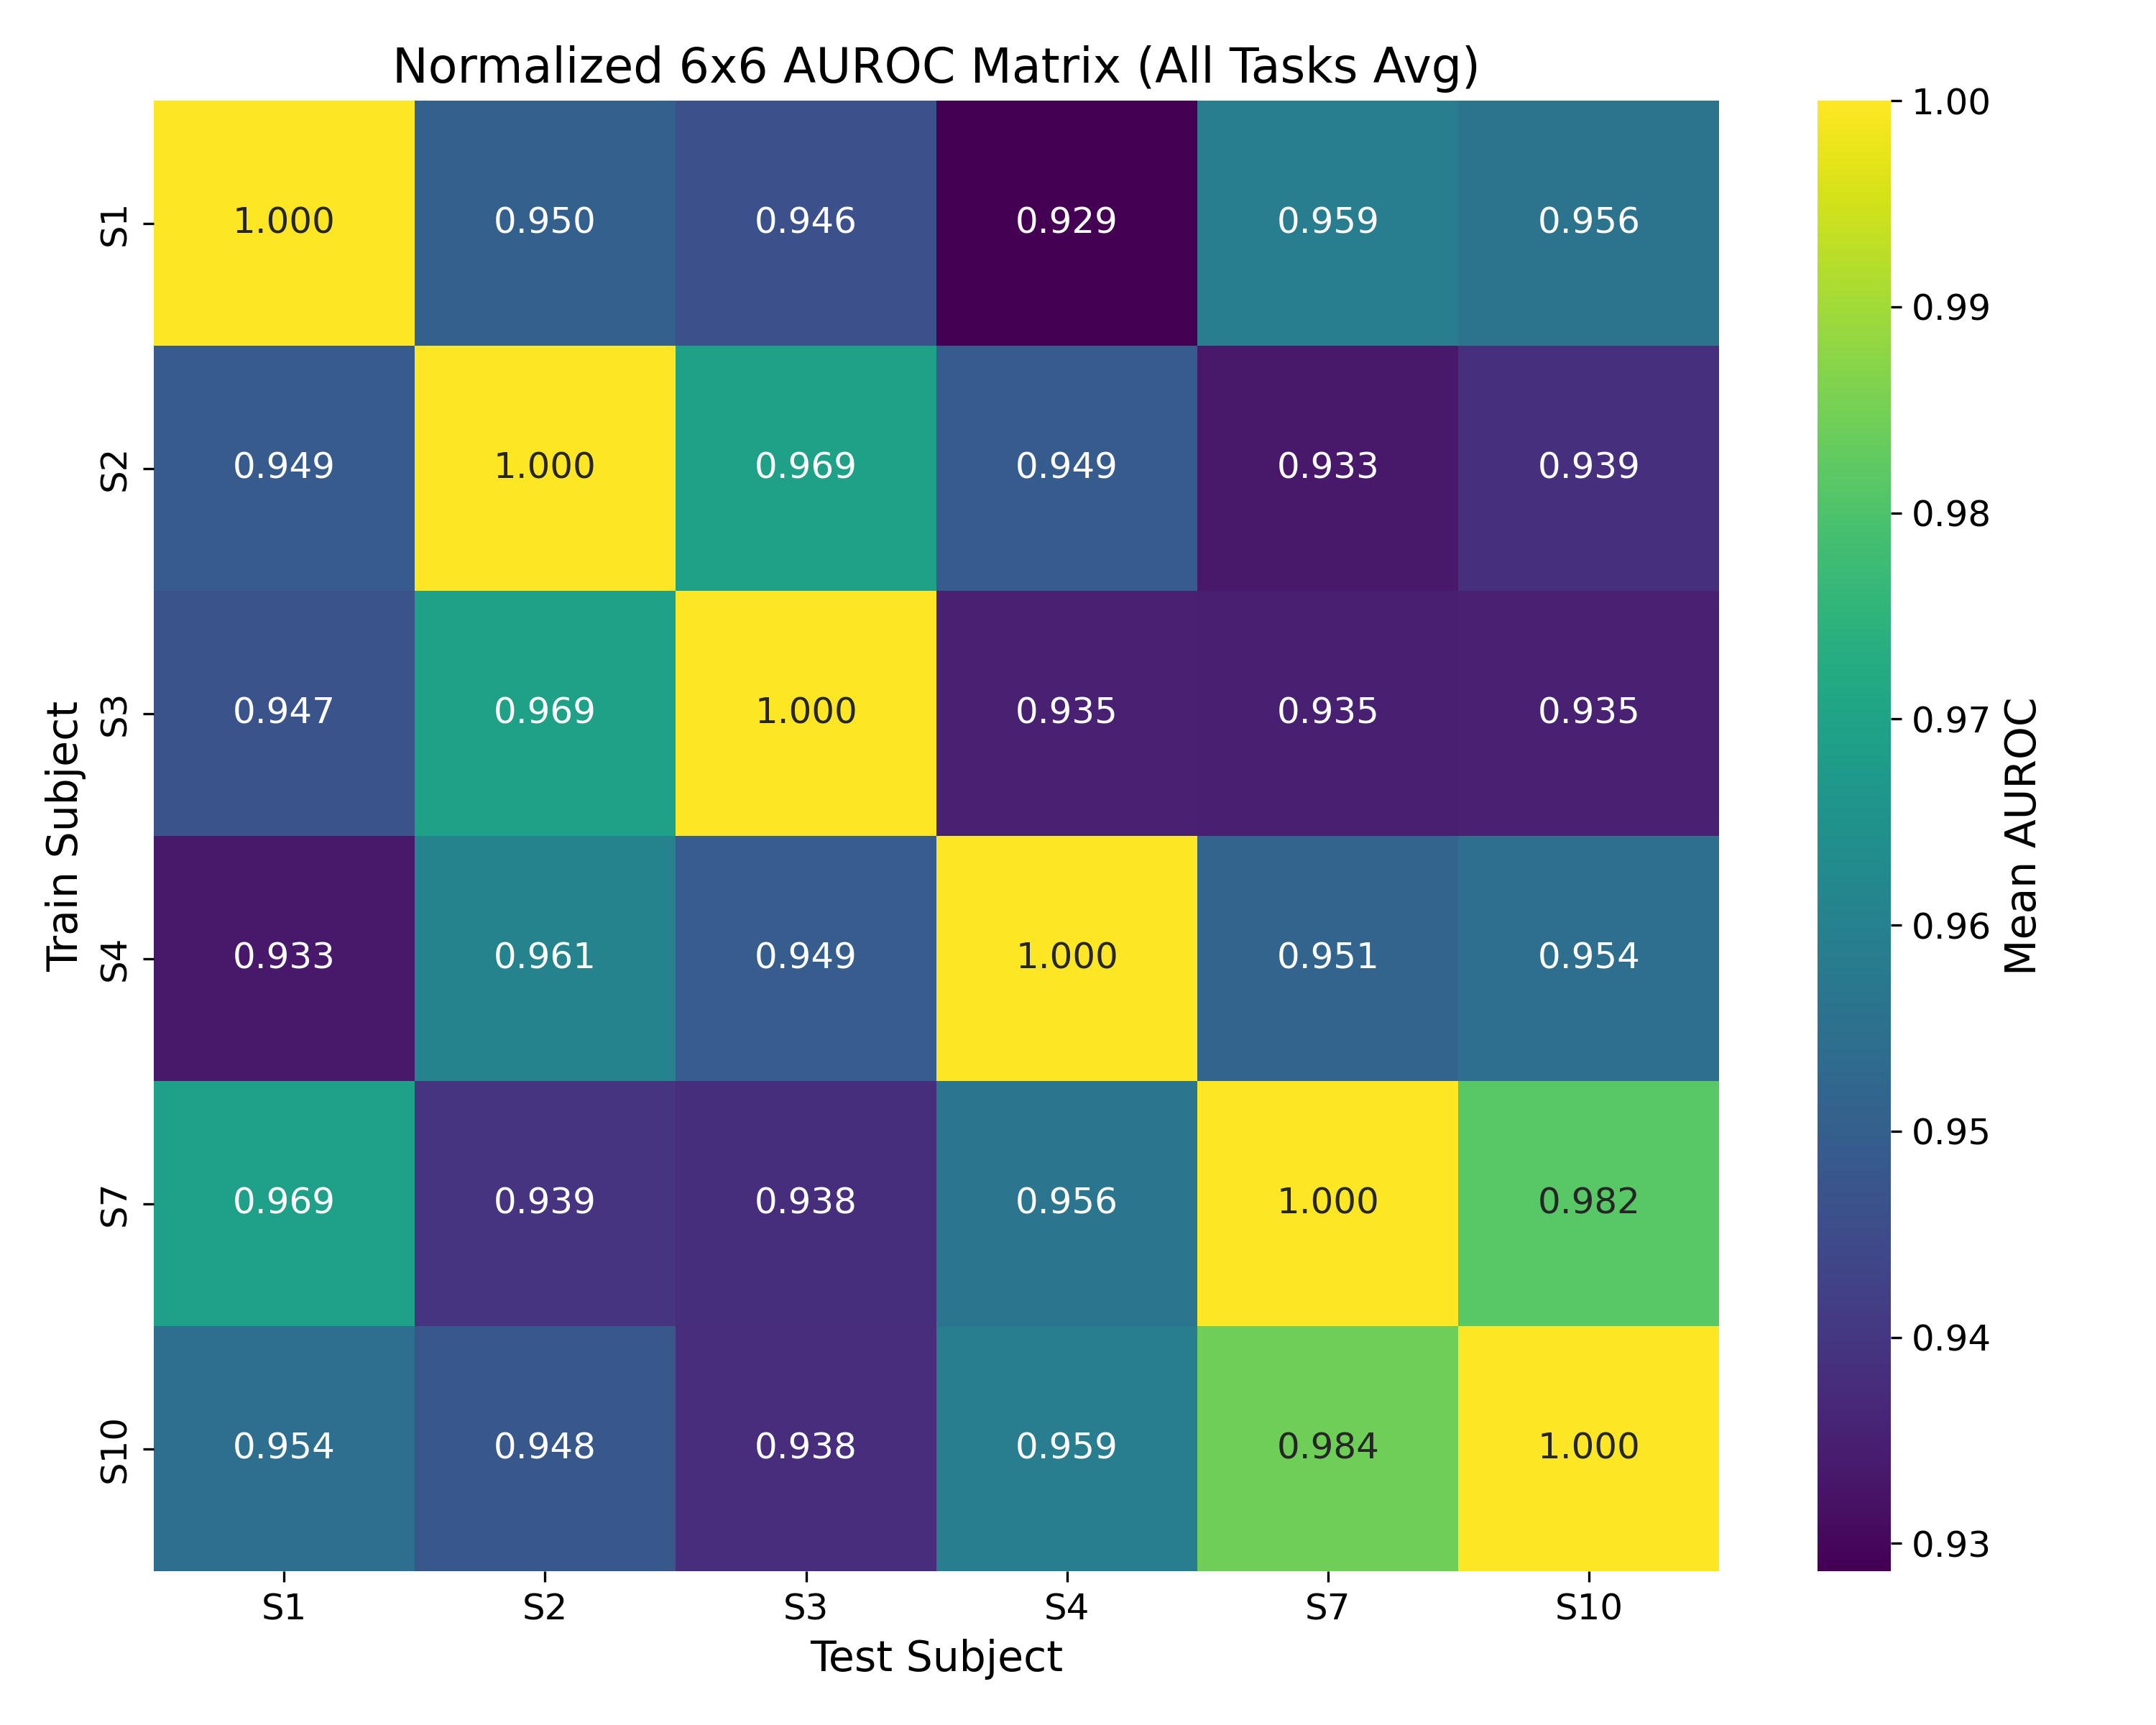 Normalized 6x6 AUROC Matrix (All Tasks Avg)
Train Subject
S1 1.000 0.950 0.946 0.929 0.959 0.956
S2 0.949 1.000 0.969 0.949 0.933 0.939
S3 0.947 0.969 1.000 0.935 0.935 0.935
S4 0.933 0.961 0.949 1.000 0.951 0.954
S7 0.969 0.939 0.938 0.956 1.000 0.982
S10 0.954 0.948 0.938 0.959 0.984 1.000
S1 S2 S3 S4 S7 S10
Test Subject
1.00
0.99
0.98
0.97
0.96
0.95
0.94
0.93
Mean AUROC